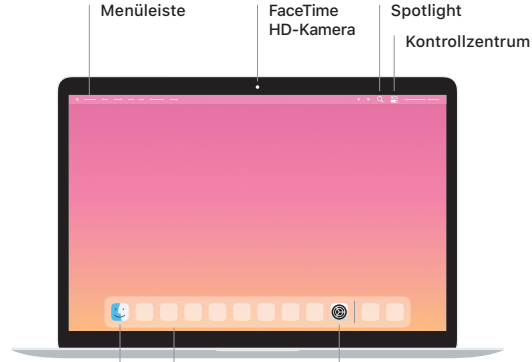 Menüleiste
FaceTime
HD-Kamera
Spotlight
Kontrollzentrum